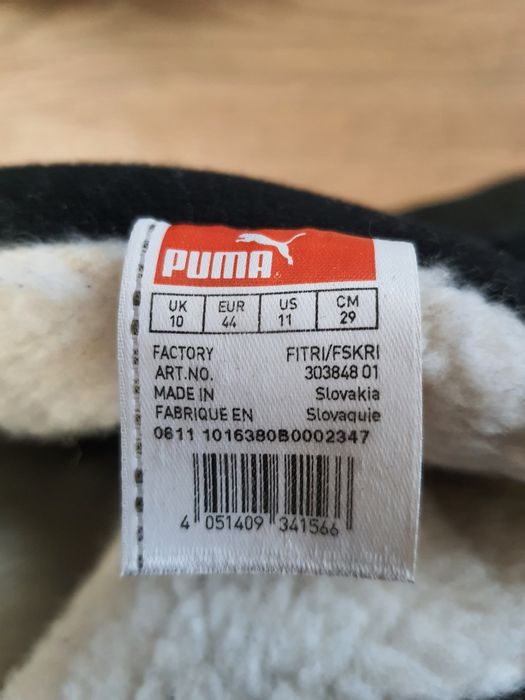 PUMA
UK EUR US CM
10 44 11 29
FACTORY FITRI/FSKRI
ART.NO. 303848 01
MADE IN Slovakia
FABRIQUE EN Slovaquie
0611 1016380B0002347
4 051409 341566